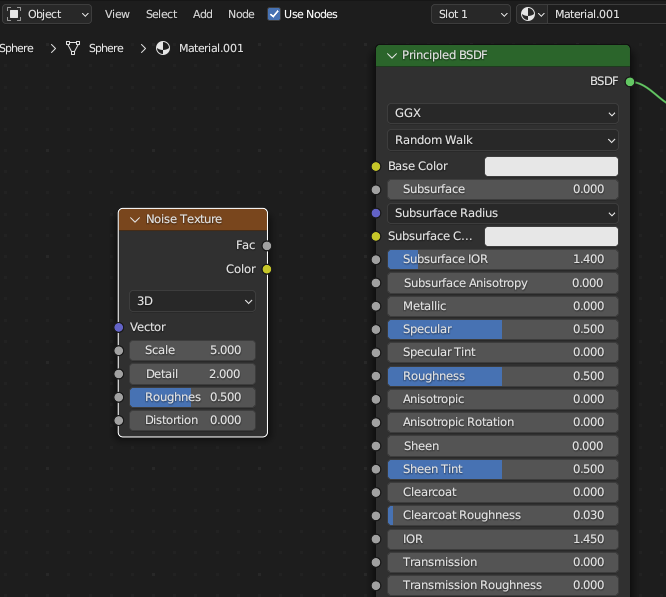 Object View Select Add Node Use Nodes Slot 1 Material.001
Sphere Sphere Material.001
Principled BSDF
BSDF
GGX
Random Walk
Base Color
Subsurface 0.000
Subsurface Radius
Subsurface C...
Subsurface IOR 1.400
Subsurface Anisotropy 0.000
Metallic 0.000
Specular 0.500
Specular Tint 0.000
Roughness 0.500
Anisotropic 0.000
Anisotropic Rotation 0.000
Sheen 0.000
Sheen Tint 0.500
Clearcoat 0.000
Clearcoat Roughness 0.030
IOR 1.450
Transmission 0.000
Transmission Roughness 0.000
Noise Texture
Fac
Color
3D
Vector
Scale 5.000
Detail 2.000
Roughnes 0.500
Distortion 0.000